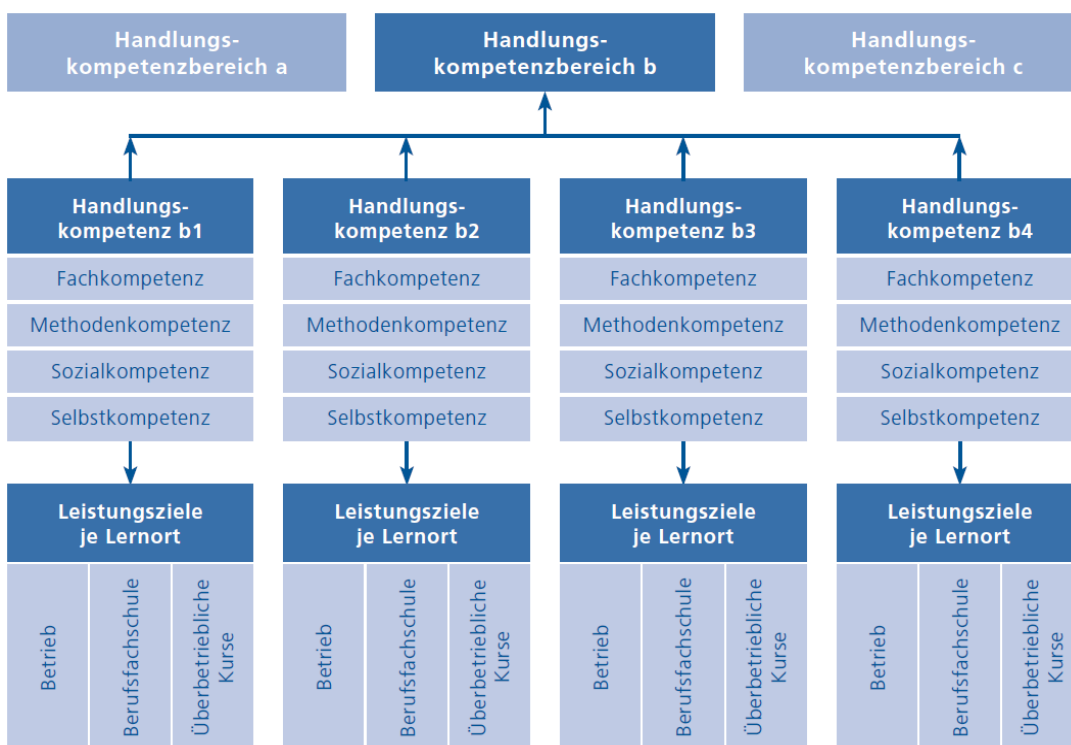 Handlungs-
kompetenzbereich a
Handlungs-
kompetenzbereich b
Handlungs-
kompetenzbereich c
Handlungs-
kompetenz b1
Fachkompetenz
Methodenkompetenz
Sozialkompetenz
Selbstkompetenz
Leistungsziele
je Lernort
Betrieb
Berufsfachschule
Überbetriebliche
Kurse
Handlungs-
kompetenz b2
Fachkompetenz
Methodenkompetenz
Sozialkompetenz
Selbstkompetenz
Leistungsziele
je Lernort
Betrieb
Berufsfachschule
Überbetriebliche
Kurse
Handlungs-
kompetenz b3
Fachkompetenz
Methodenkompetenz
Sozialkompetenz
Selbstkompetenz
Leistungsziele
je Lernort
Betrieb
Berufsfachschule
Überbetriebliche
Kurse
Handlungs-
kompetenz b4
Fachkompetenz
Methodenkompetenz
Sozialkompetenz
Selbstkompetenz
Leistungsziele
je Lernort
Betrieb
Berufsfachschule
Überbetriebliche
Kurse